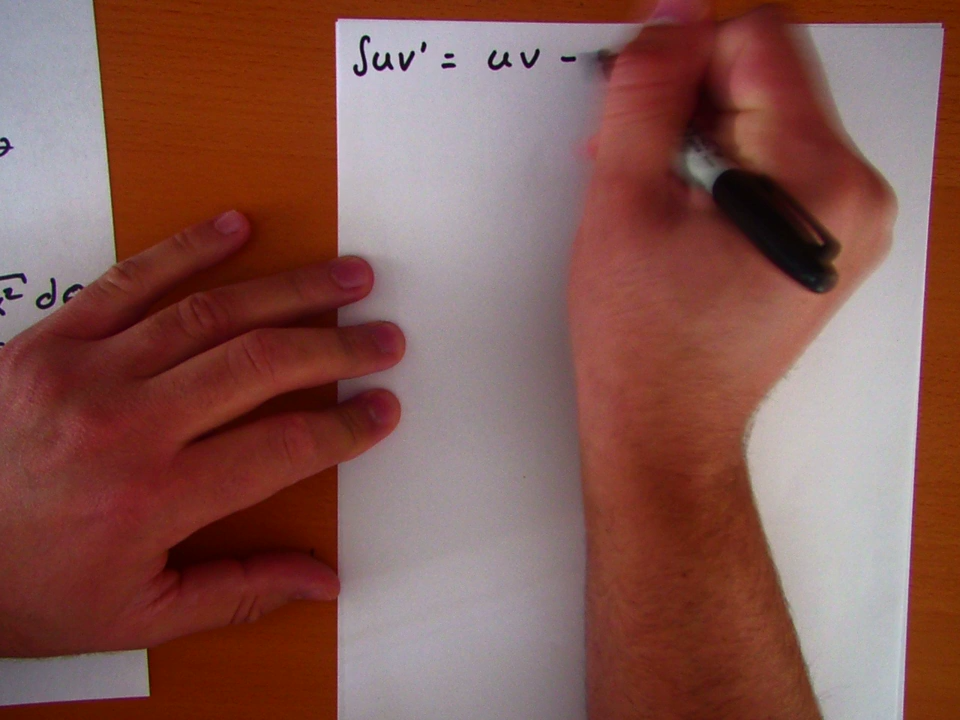 ∫uv' = uv -